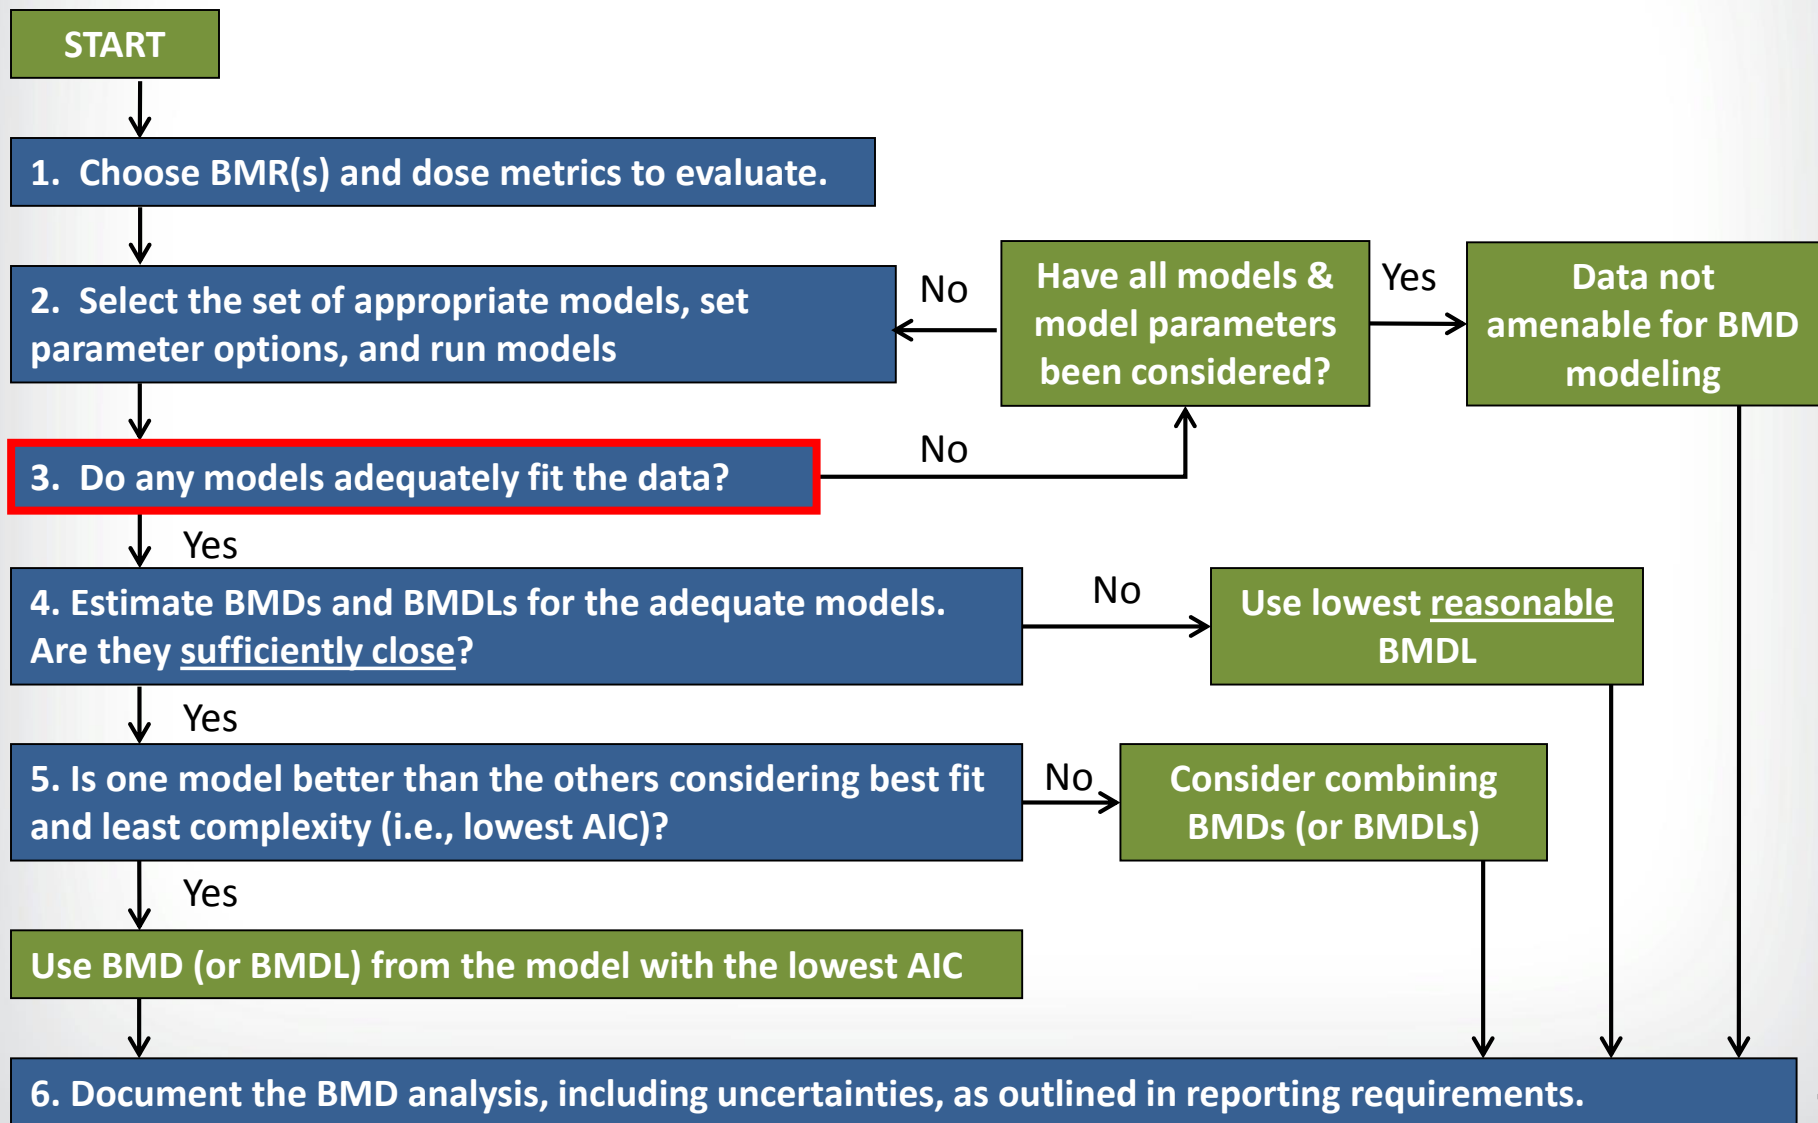 START
1. Choose BMR(s) and dose metrics to evaluate.
2. Select the set of appropriate models, set
parameter options, and run models
No
Have all models &
model parameters
been considered?
Yes
Data not
amenable for BMD
modeling
3. Do any models adequately fit the data?
No
Yes
4. Estimate BMDs and BMDLs for the adequate models.
Are they sufficiently close?
No
Use lowest reasonable
BMDL
Yes
5. Is one model better than the others considering best fit
and least complexity (i.e., lowest AIC)?
No
Consider combining
BMDs (or BMDLs)
Yes
Use BMD (or BMDL) from the model with the lowest AIC
6. Document the BMD analysis, including uncertainties, as outlined in reporting requirements.